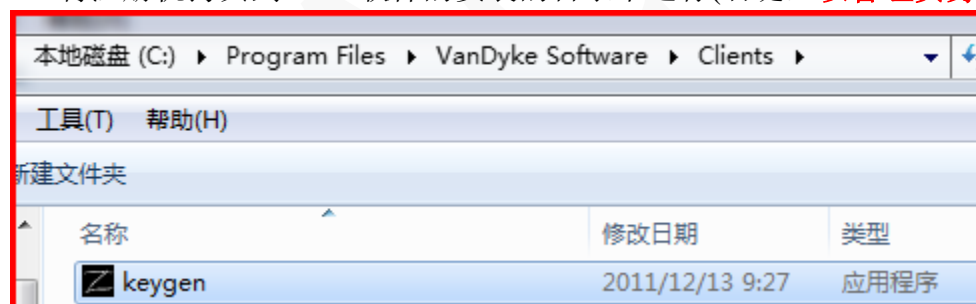 本地磁盘 (C:) ▸ Program Files ▸ VanDyke Software ▸ Clients ▸
工具(T) 帮助(H)
新建文件夹
名称 修改日期 类型
keygen 2011/12/13 9:27 应用程序